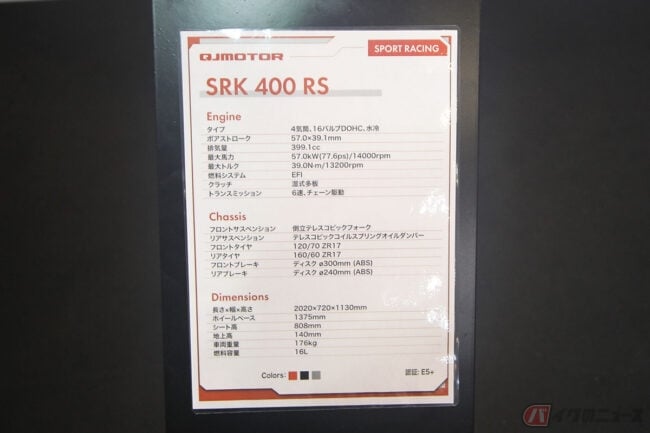 QJMOTOR
SPORT RACING
SRK 400 RS
Engine
タイプ 4気筒、16バルブDOHC、水冷
ボアストローク 57.0×39.1mm
排気量 399.1cc
最大馬力 57.0kW(77.6ps)/14000rpm
最大トルク 39.0N·m/13200rpm
燃料システム EFI
クラッチ 湿式多板
トランスミッション 6速、チェーン駆動
Chassis
フロントサスペンション 倒立テレスコピックフォーク
リアサスペンション テレスコピックコイルスプリングオイルダンパー
フロントタイヤ 120/70 ZR17
リアタイヤ 160/60 ZR17
フロントブレーキ ディスク ø300mm (ABS)
リアブレーキ ディスク ø240mm (ABS)
Dimensions
長さ×幅×高さ 2020×720×1130mm
ホイールベース 1375mm
シート高 808mm
地上高 140mm
車両重量 176kg
燃料容量 16L
Colors:
認証: E5+
バイクのニュース